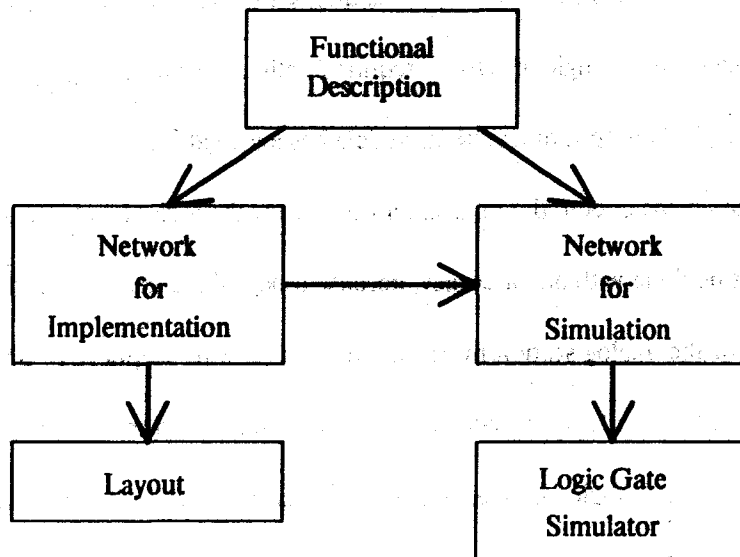 Functional
Description
Network
for
Implementation
Network
for
Simulation
Layout
Logic Gate
Simulator